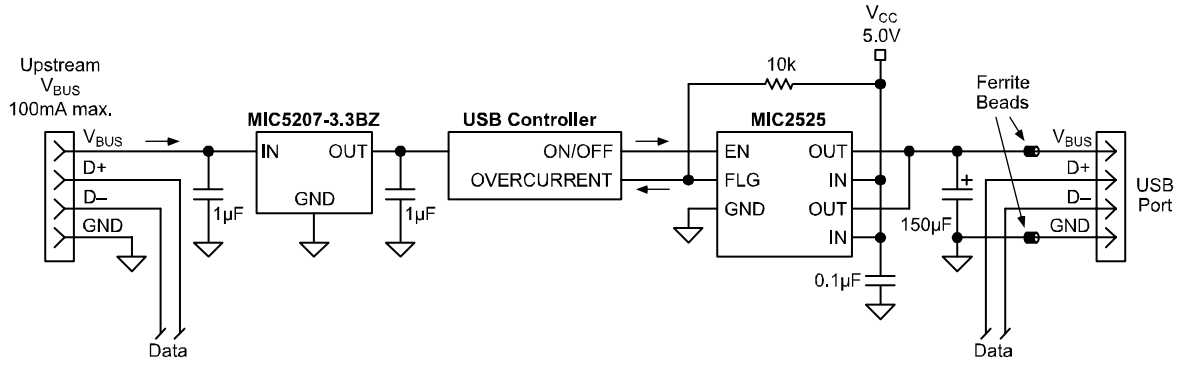 Upstream
VBUS
100mA max.
VBUS
D+
D–
GND
Data
1µF
MIC5207-3.3BZ
IN
OUT
GND
1µF
USB Controller
ON/OFF
OVERCURRENT
10k
VCC
5.0V
MIC2525
EN
FLG
GND
OUT
IN
OUT
IN
0.1µF
+
150µF
Ferrite
Beads
VBUS
D+
D–
GND
USB
Port
Data